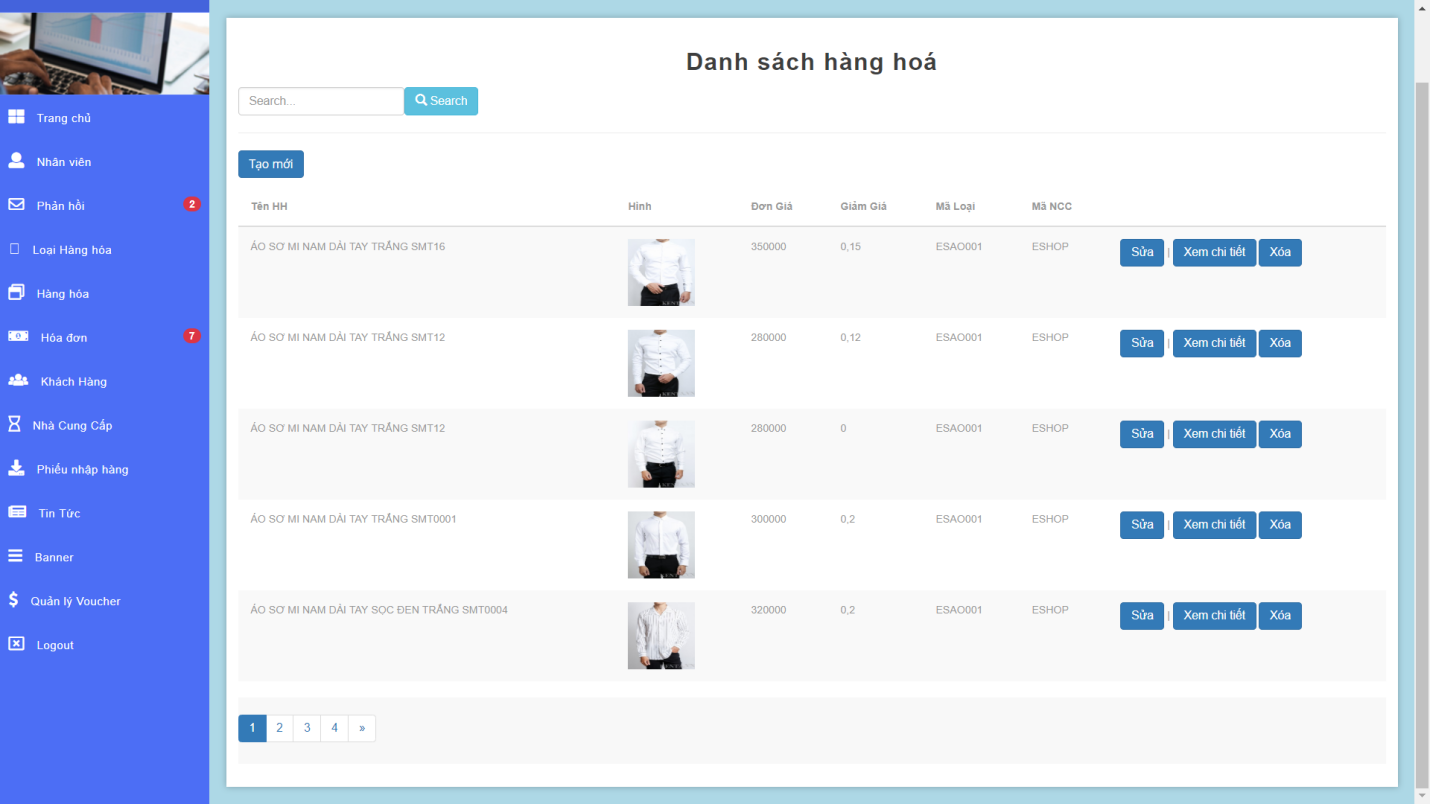 Danh sách hàng hoá
Search...
Search
Trang chủ
Nhân viên
Phản hồi 2
Loại Hàng hóa
Hàng hóa
Hóa đơn 7
Khách Hàng
Nhà Cung Cấp
Phiếu nhập hàng
Tin Tức
Banner
Quản lý Voucher
Logout
Tạo mới
Tên HH Hình Đơn Giá Giảm Giá Mã Loại Mã NCC
ÁO SƠ MI NAM DÀI TAY TRẮNG SMT16 350000 0,15 ESAO001 ESHOP Sửa | Xem chi tiết Xóa
ÁO SƠ MI NAM DÀI TAY TRẮNG SMT12 280000 0,12 ESAO001 ESHOP Sửa | Xem chi tiết Xóa
ÁO SƠ MI NAM DÀI TAY TRẮNG SMT12 280000 0 ESAO001 ESHOP Sửa | Xem chi tiết Xóa
ÁO SƠ MI NAM DÀI TAY TRẮNG SMT0001 300000 0,2 ESAO001 ESHOP Sửa | Xem chi tiết Xóa
ÁO SƠ MI NAM DÀI TAY SỌC ĐEN TRẮNG SMT0004 320000 0,2 ESAO001 ESHOP Sửa | Xem chi tiết Xóa
1 2 3 4 »